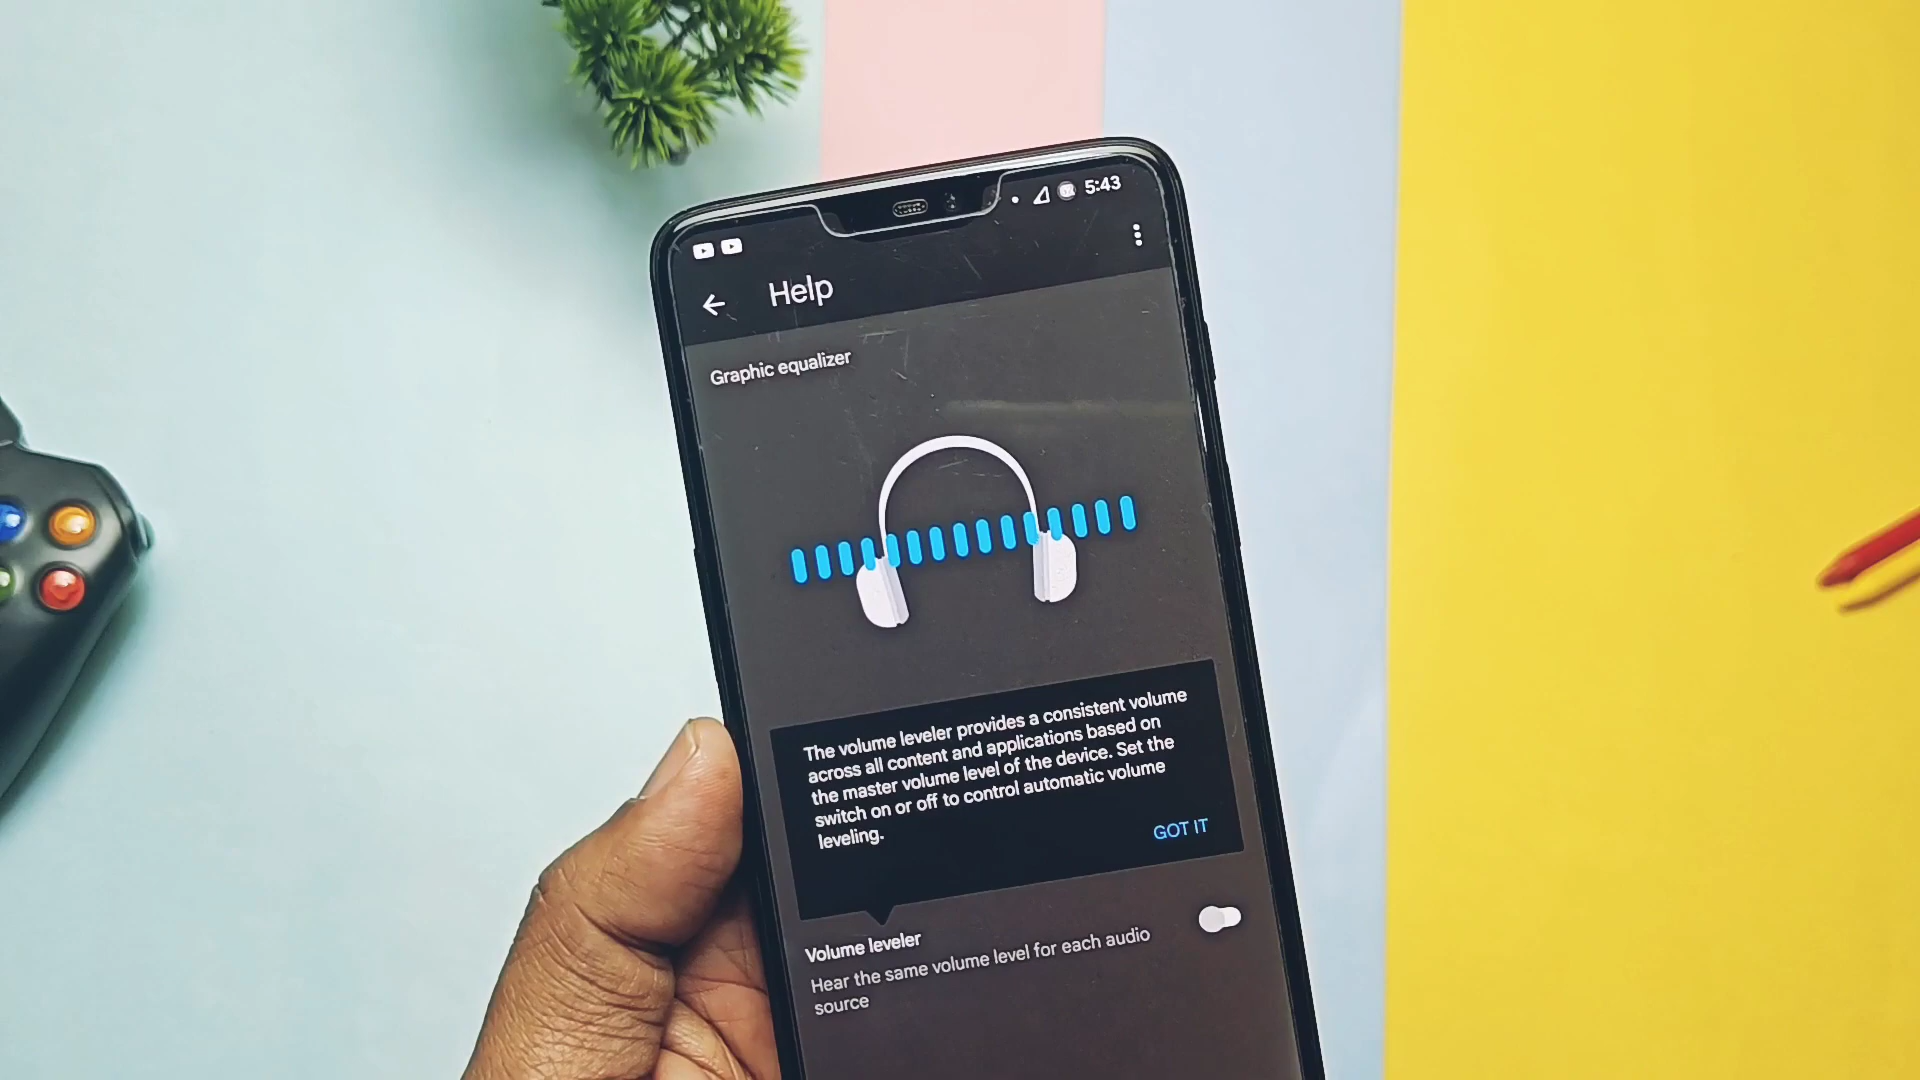 5:43
Help
Graphic equalizer
The volume leveler provides a consistent volume
across all content and applications based on
the master volume level of the device. Set the
switch on or off to control automatic volume
leveling.
GOT IT
Volume leveler
Hear the same volume level for each audio
source